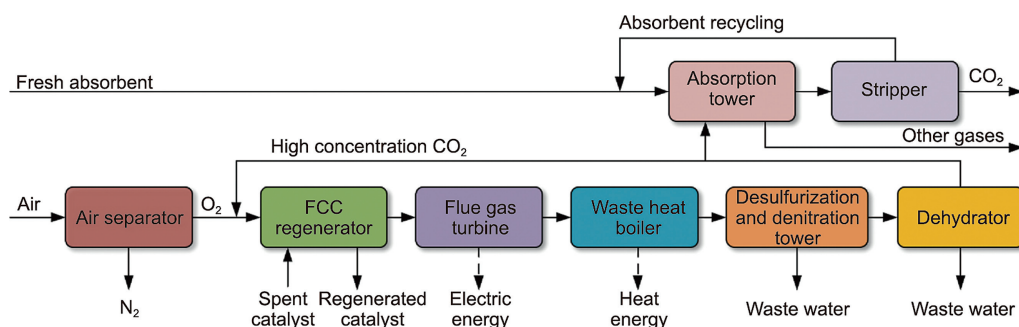 Absorbent recycling
Fresh absorbent
Absorption
tower
Stripper
CO₂
Other gases
High concentration CO₂
Air
Air separator
O₂
FCC
regenerator
Flue gas
turbine
Waste heat
boiler
Desulfurization
and denitration
tower
Dehydrator
N₂
Spent
catalyst
Regenerated
catalyst
Electric
energy
Heat
energy
Waste water
Waste water